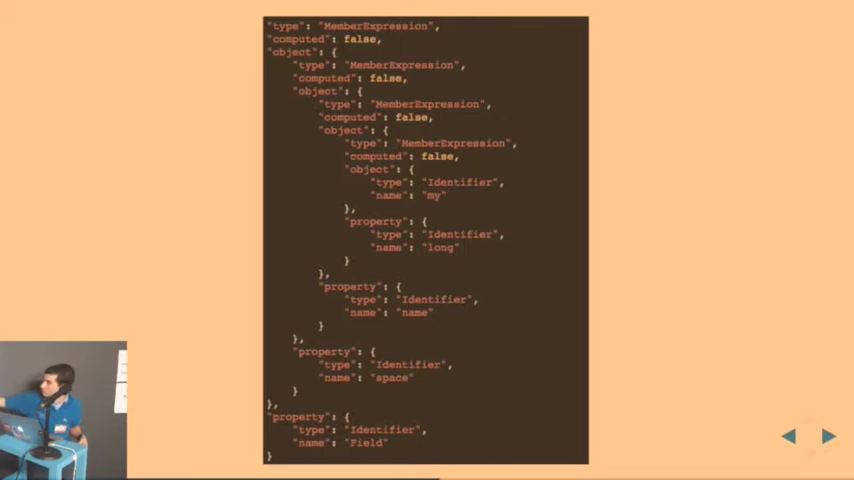 "type": "MemberExpression",
"computed": false,
"object": {
"type": "MemberExpression",
"computed": false,
"object": {
"type": "MemberExpression",
"computed": false,
"object": {
"type": "MemberExpression",
"computed": false,
"object": {
"type": "Identifier",
"name": "my"
},
"property": {
"type": "Identifier",
"name": "long"
}
},
"property": {
"type": "Identifier",
"name": "name"
}
},
"property": {
"type": "Identifier",
"name": "space"
}
},
"property": {
"type": "Identifier",
"name": "Field"
}